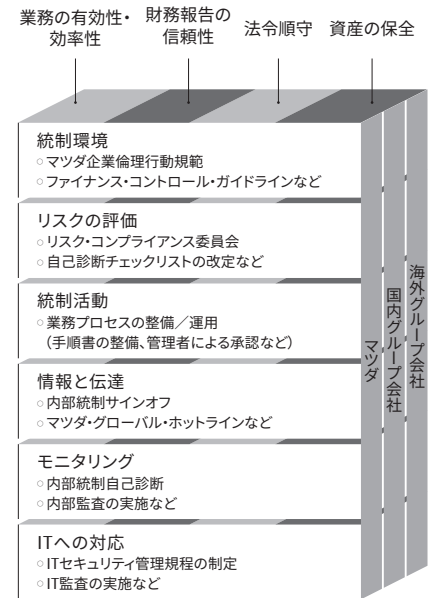 業務の有効性・
効率性
財務報告の
信頼性
法令順守
資産の保全
統制環境
○マツダ企業倫理行動規範
○ファイナンス・コントロール・ガイドラインなど
リスクの評価
○リスク・コンプライアンス委員会
○自己診断チェックリストの改定など
統制活動
○業務プロセスの整備／運用
（手順書の整備、管理者による承認など）
情報と伝達
○内部統制サインオフ
○マツダ・グローバル・ホットラインなど
モニタリング
○内部統制自己診断
○内部監査の実施など
ITへの対応
○ITセキュリティ管理規程の制定
○IT監査の実施など
マツダ
国内グループ会社
海外グループ会社